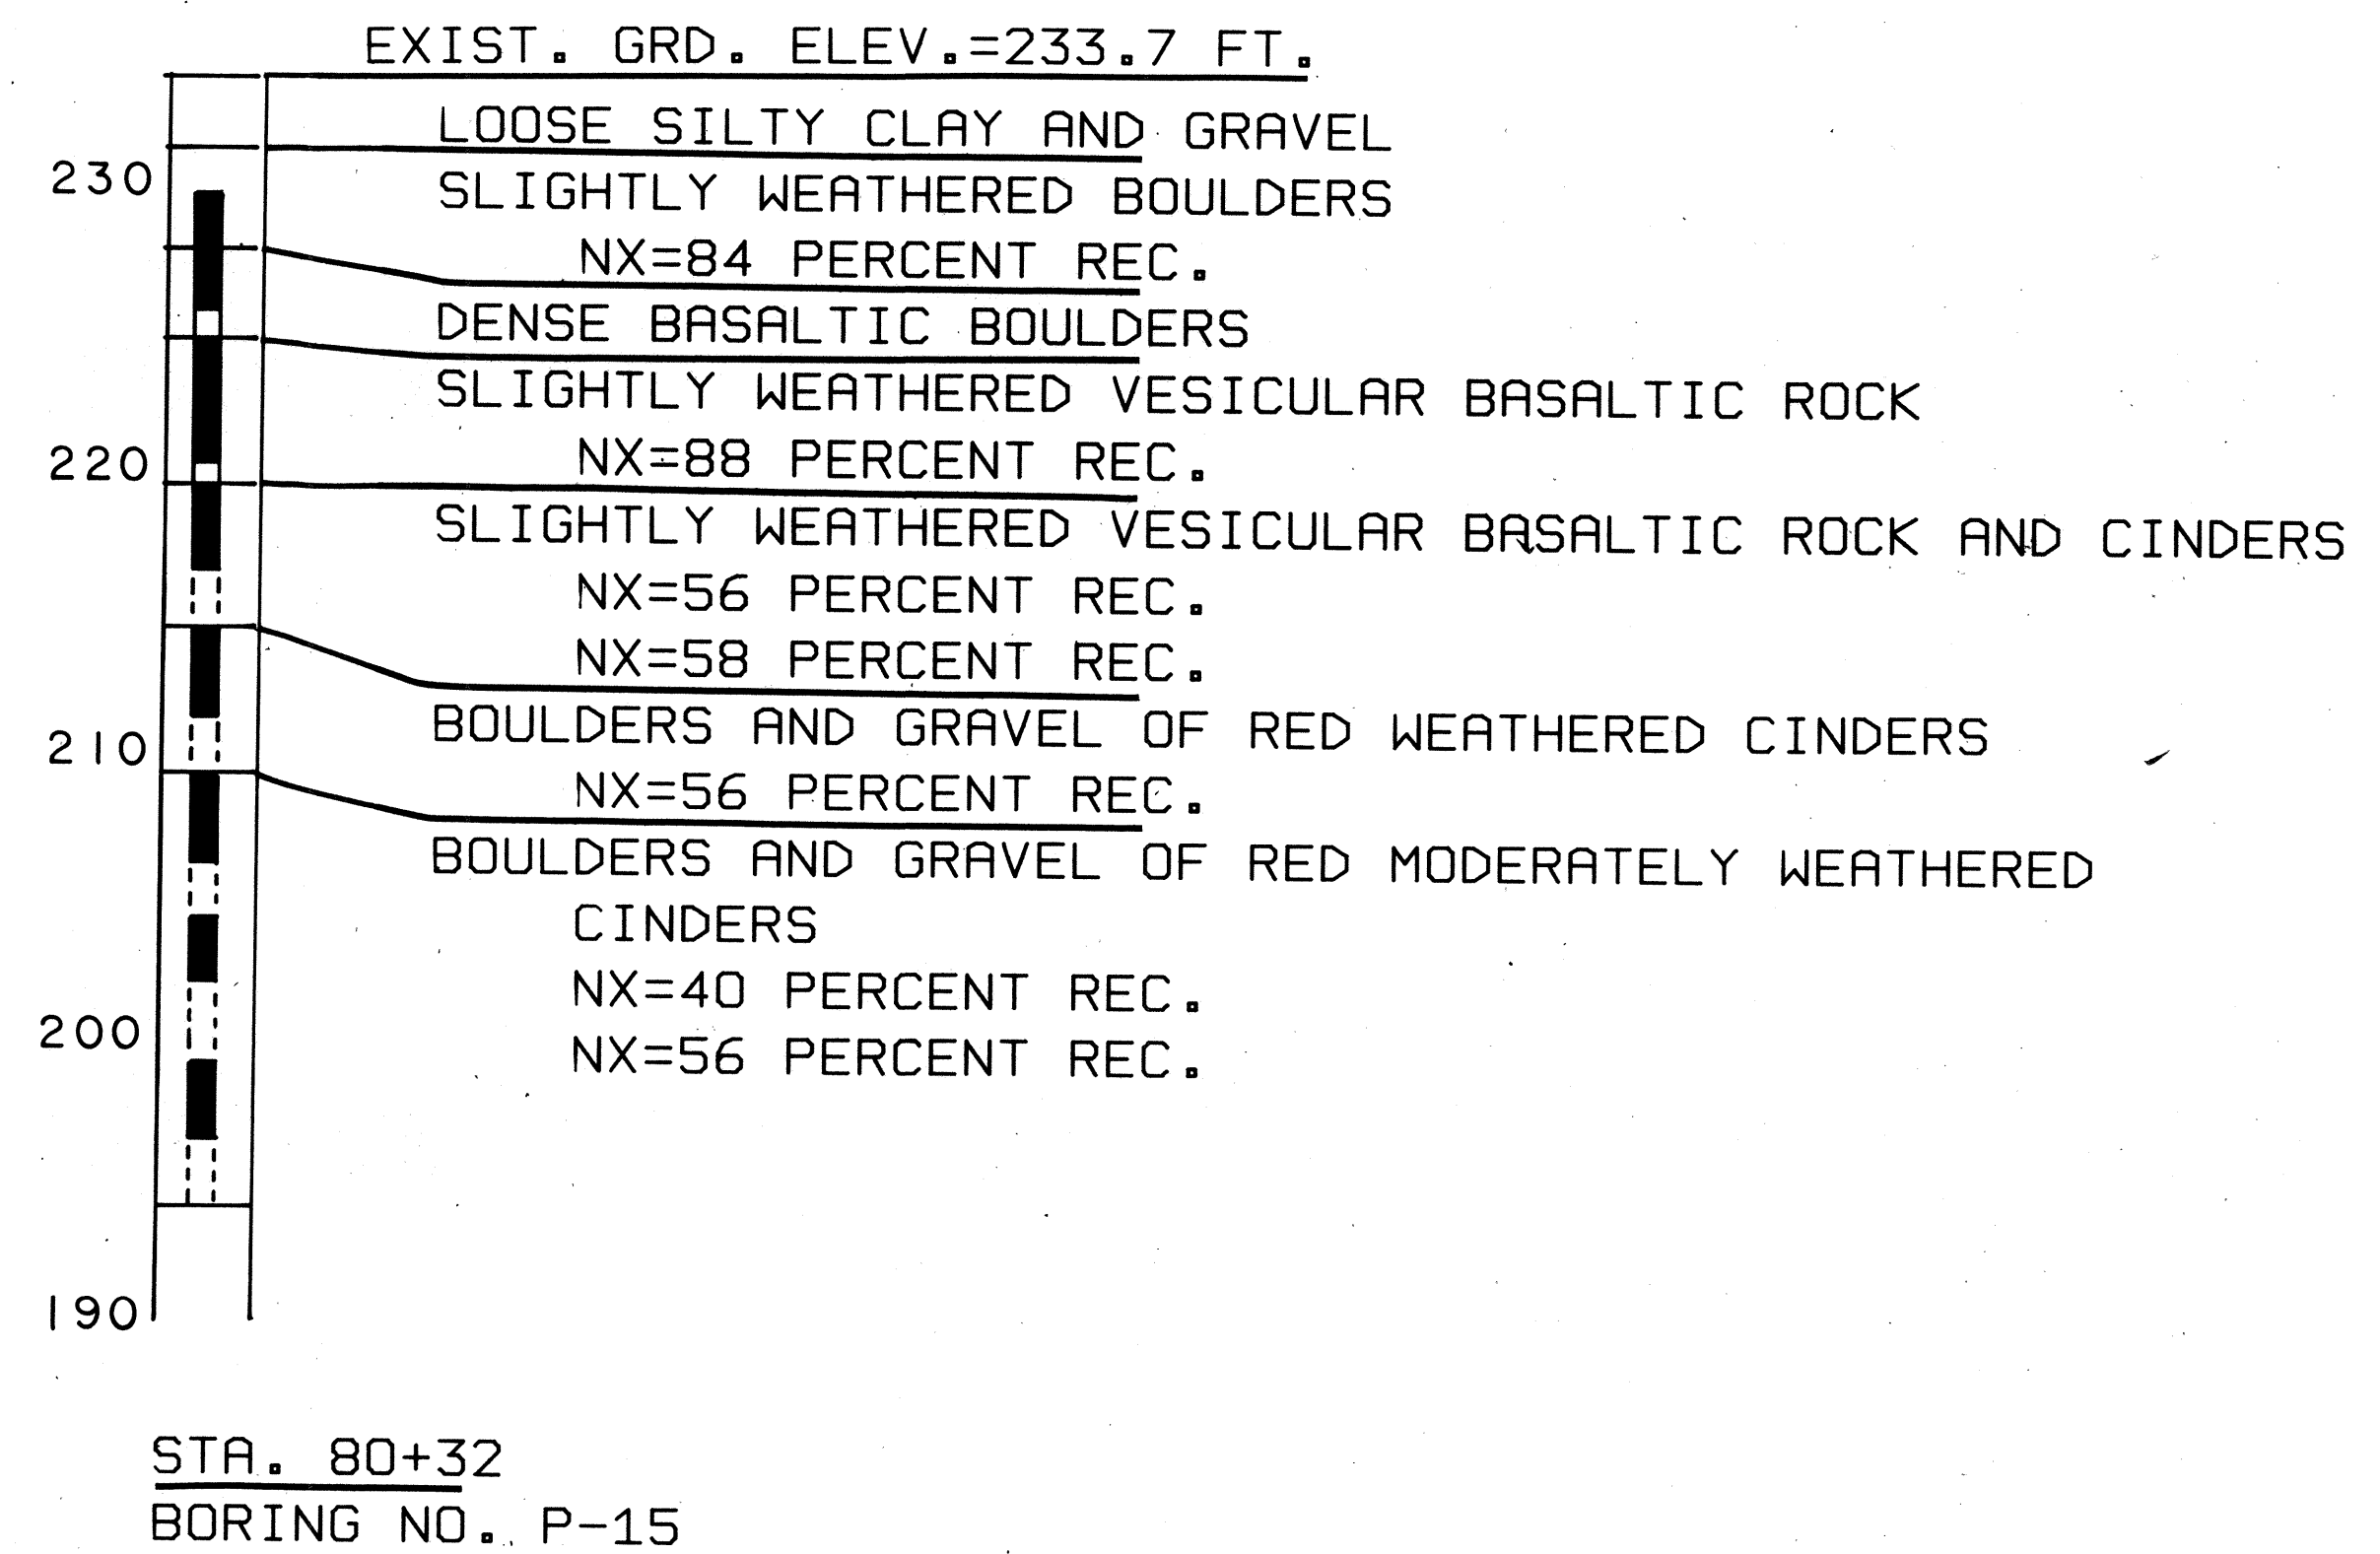 EXIST. GRD. ELEV.=233.7 FT.
LOOSE SILTY CLAY AND GRAVEL
230
SLIGHTLY WEATHERED BOULDERS
NX=84 PERCENT REC.
DENSE BASALTIC BOULDERS
SLIGHTLY WEATHERED VESICULAR BASALTIC ROCK
220
NX=88 PERCENT REC.
SLIGHTLY WEATHERED VESICULAR BASALTIC ROCK AND CINDERS
NX=56 PERCENT REC.
NX=58 PERCENT REC.
BOULDERS AND GRAVEL OF RED WEATHERED CINDERS
210
NX=56 PERCENT REC.
BOULDERS AND GRAVEL OF RED MODERATELY WEATHERED
CINDERS
NX=40 PERCENT REC.
200
NX=56 PERCENT REC.
190
STA. 80+32
BORING NO. P-15